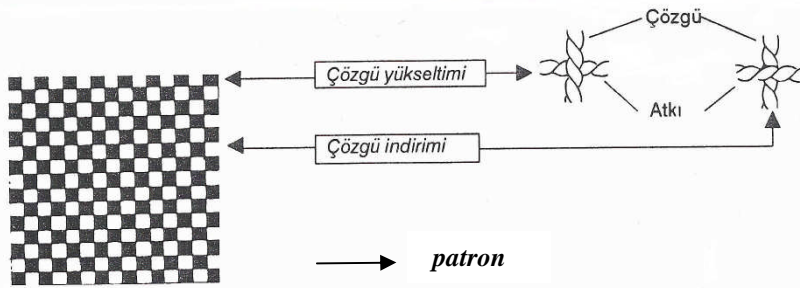 Çözgü
Çözgü yükseltimi
Atkı
Çözgü indirimi
patron